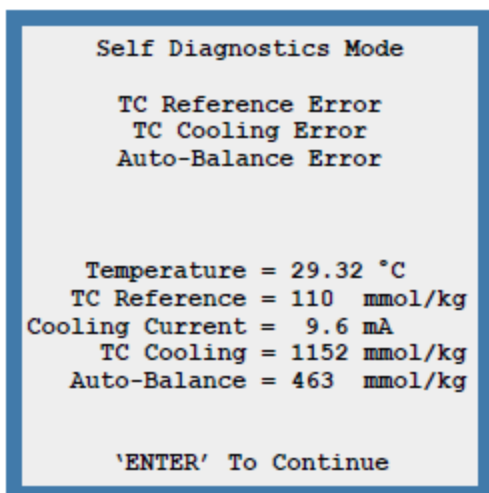 Self Diagnostics Mode
TC Reference Error
TC Cooling Error
Auto-Balance Error
Temperature = 29.32 °C
TC Reference = 110 mmol/kg
Cooling Current = 9.6 mA
TC Cooling = 1152 mmol/kg
Auto-Balance = 463 mmol/kg
‘ENTER’ To Continue